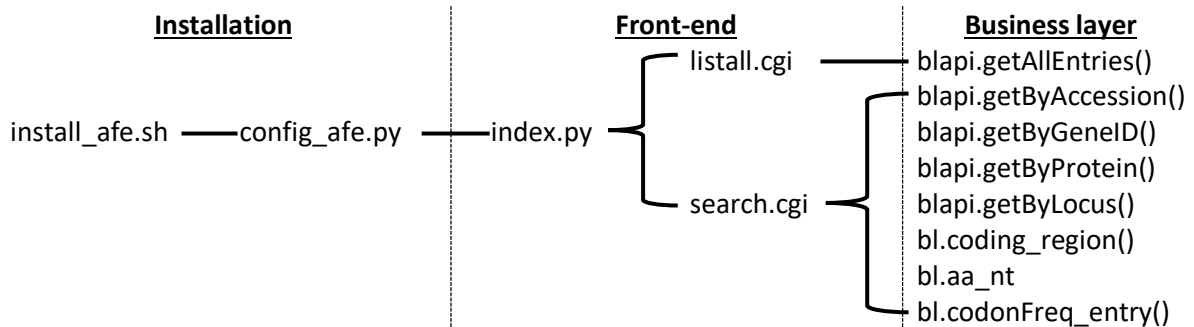 Installation
Front-end
Business layer
listall.cgi
blapi.getAllEntries()
blapi.getByAccession()
install_afe.sh
config_afe.py
index.py
blapi.getByGeneID()
blapi.getByProtein()
search.cgi
blapi.getByLocus()
bl.coding_region()
bl.aa_nt
bl.codonFreq_entry()